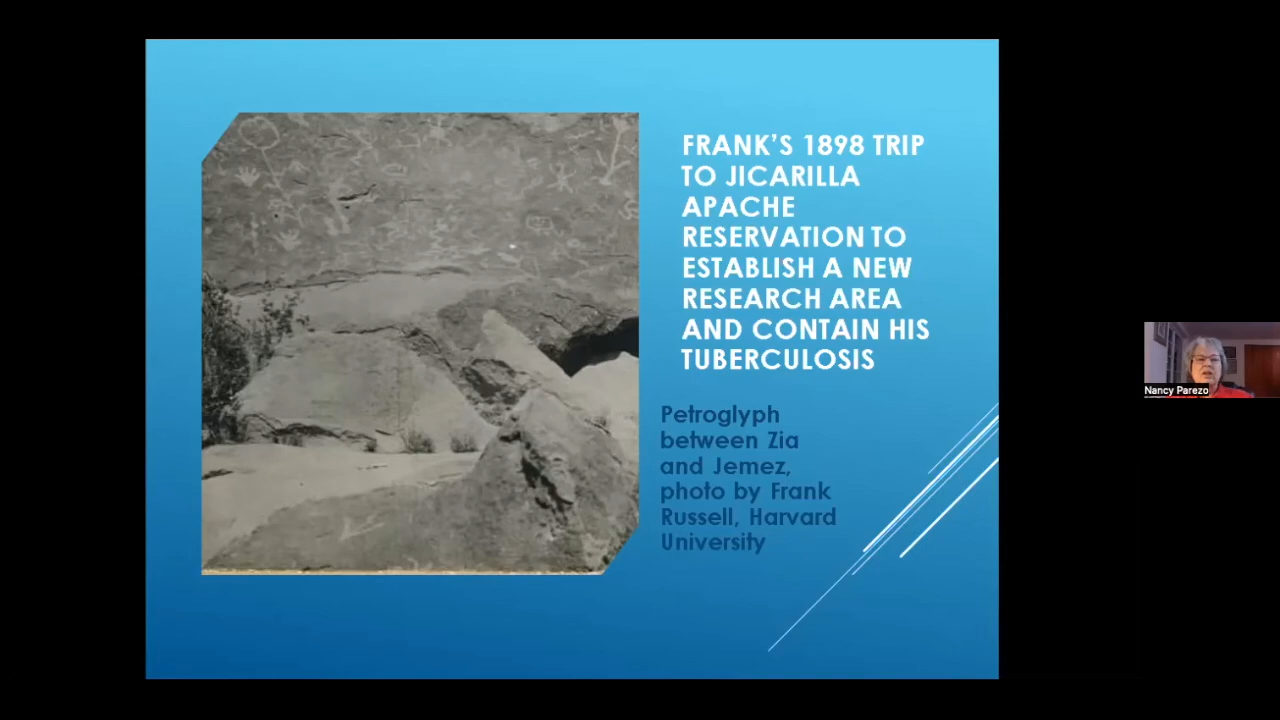 FRANK'S 1898 TRIP
TO JICARILLA
APACHE
RESERVATION TO
ESTABLISH A NEW
RESEARCH AREA
AND CONTAIN HIS
TUBERCULOSIS
Petroglyph
between Zia
and Jemez,
photo by Frank
Russell, Harvard
University
Nancy Parezo